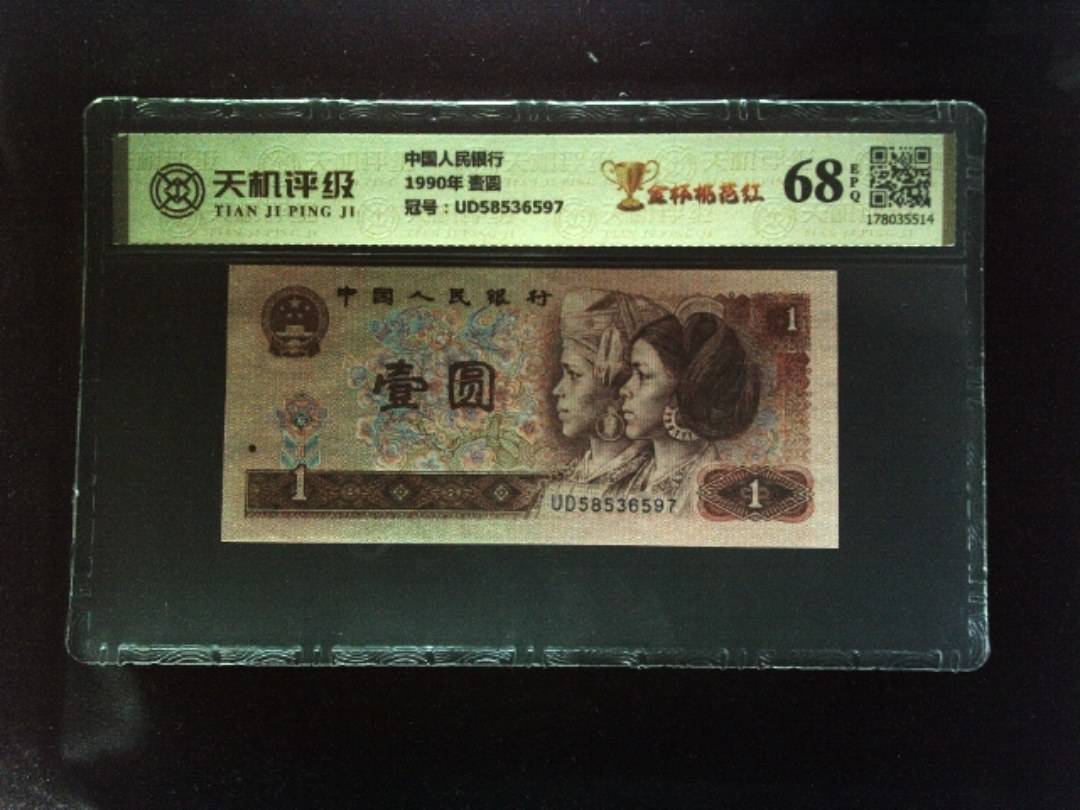 天机评级
TIAN JI PING JI
中国人民银行
1990年 壹圆
冠号：UD58536597
金杯桃花红
68
EPQ
178035514
中国人民银行
1
壹圆
1
UD58536597
1